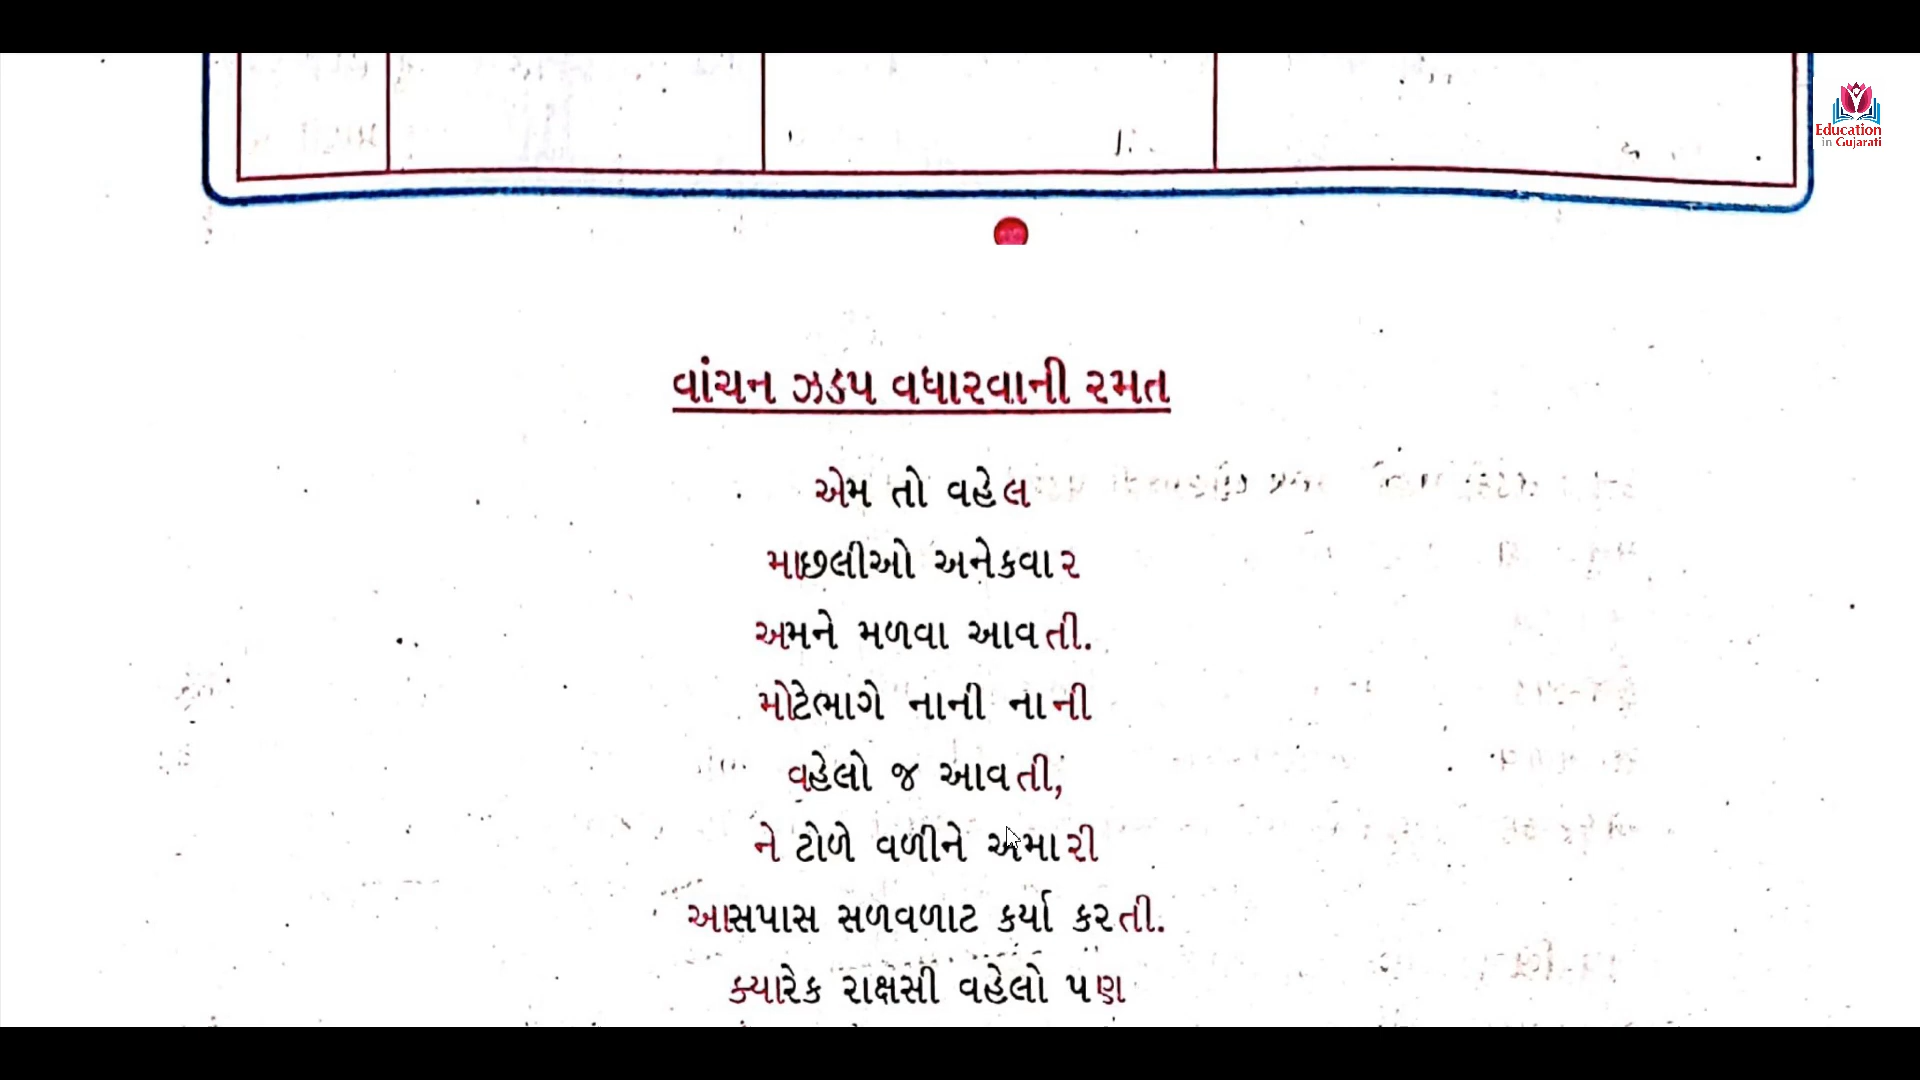 Education
in Gujarati
વાંચન ઝડપ વધારવાની રમત
એમ તો વહેલ
માછલીઓ અનેકવાર
અમને મળવા આવતી.
મોટેભાગે નાની નાની
વહેલો જ આવતી,
ને ટોળે વળીને અમારી
આસપાસ સળવળાટ કર્યા કરતી.
ક્યારેક રાક્ષસી વહેલો પણ